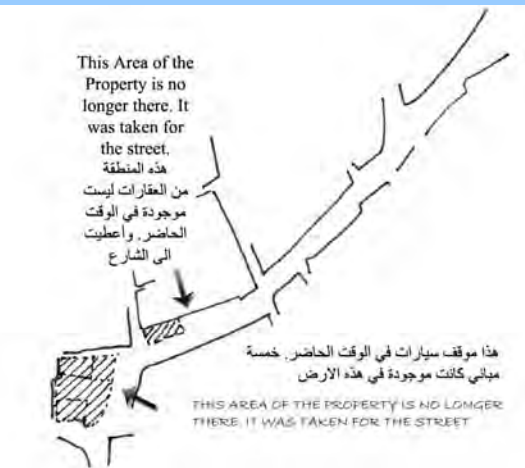 This Area of the
Property is no
longer there. It
was taken for
the street.
هذه المنطقة
من العقارات ليست
موجودة في الوقت
الحاضر. وأعطيت
الى الشارع
هذا موقف سيارات في الوقت الحاضر. خمسة
مباني كانت موجودة في هذه الارض
THIS AREA OF THE PROPERTY IS NO LONGER
THERE. IT WAS TAKEN FOR THE STREET